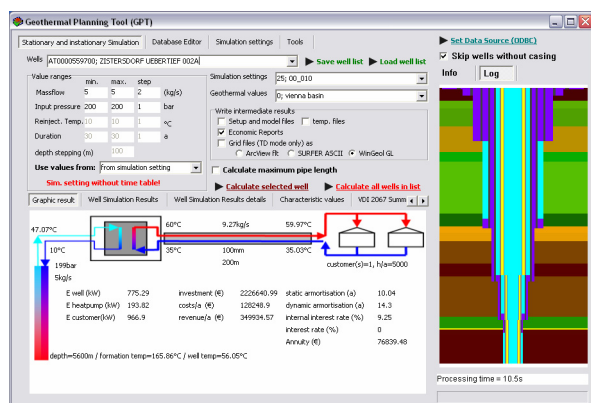 Geothermal Planning Tool (GPT)
Stationary and instationary Simulation
Database Editor
Simulation settings
Tools
Wells AT0000559700; ZISTERSDORF UEBERTIEF 002A
Save well list
Load well list
Value ranges
min. max. step
Massflow 5 5 2 (kg/s)
Input pressure 200 200 1 bar
Reinject. Temp. 10 10 1 °C
Duration 30 30 1 a
depth stepping (m) 100
Use values from: from simulation setting
Sim. setting without time table!
Simulation settings 25; 00_010
Geothermal values 0; vienna basin
Write intermediate results
Setup and model files temp. files
Economic Reports
Grid files (TD mode only) as
ArcView flt SURFER ASCII WinGeol GL
Calculate maximum pipe length
Calculate selected well
Calculate all wells in list
Graphic result
Well Simulation Results
Well Simulation Results details
Characteristic values
VDI 2067 Summ
47.07°C
60°C 9.27kg/s 59.97°C
10°C 35°C 100mm 35.03°C
199bar 200m customer(s)=1, h/a=5000
5kg/s
E well (kW) 775.29 investment (€) 2226640.99 static amortisation (a) 10.04
E heatpump (kW) 193.82 costs/a (€) 128248.9 dynamic amortisation (a) 14.3
E customer(kW) 966.9 revenue/a (€) 349934.57 internal interest rate (%) 9.25
interest rate (%) 0
Annuity (€) 76839.48
depth=5600m / formation temp=165.86°C / well temp=56.05°C
Set Data Source (ODBC)
Skip wells without casing
Info Log
Processing time = 10.5s